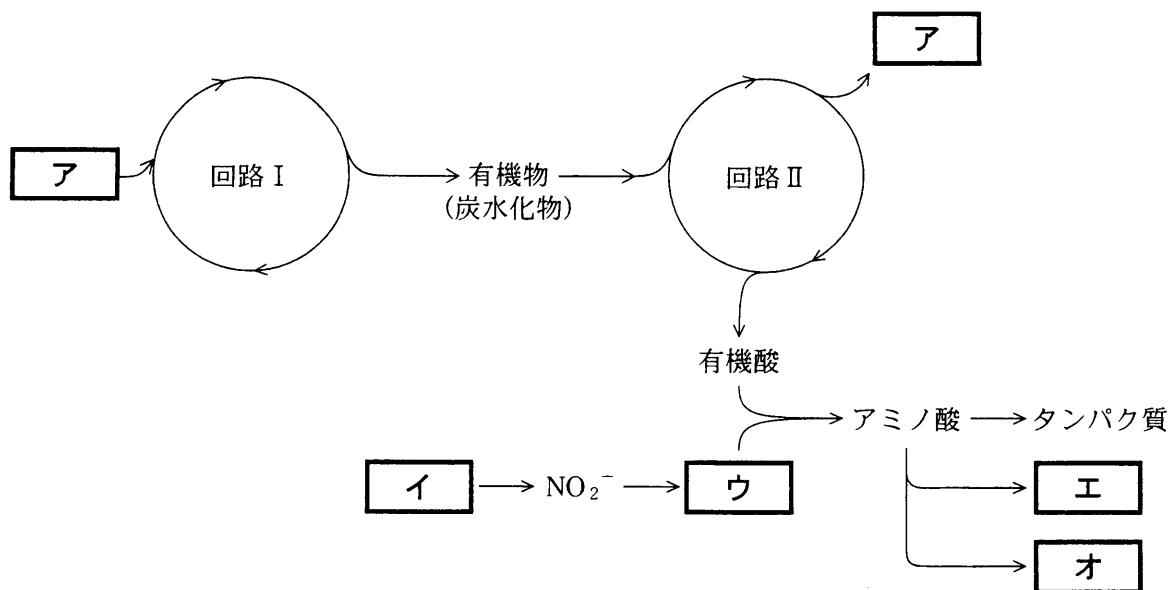 ア
ア
回路Ⅰ
有機物
(炭水化物)
回路Ⅱ
有機酸
アミノ酸
タンパク質
イ
NO₂⁻
ウ
エ
オ